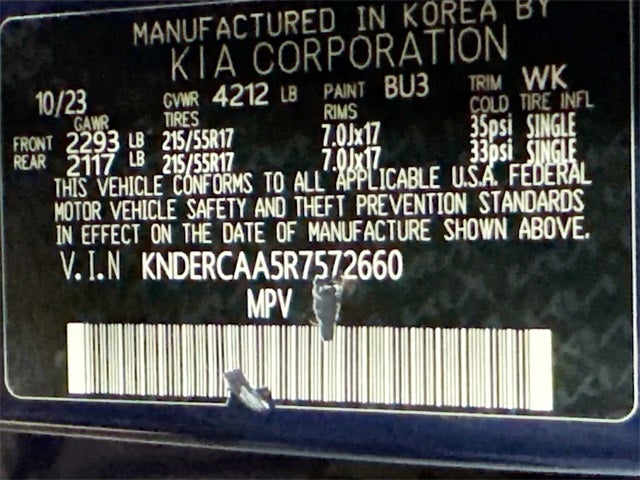 MANUFACTURED IN KOREA BY
KIA CORPORATION
10/23 GVWR 4212 LB PAINT BU3 TRIM WK
GAWR TIRES RIMS COLD TIRE INFL
FRONT 2293 LB 215/55R17 7.0Jx17 35psi SINGLE
REAR 2117 LB 215/55R17 7.0Jx17 33psi SINGLE
THIS VEHICLE CONFORMS TO ALL APPLICABLE U.S.A. FEDERAL
MOTOR VEHICLE SAFETY AND THEFT PREVENTION STANDARDS
IN EFFECT ON THE DATE OF MANUFACTURE SHOWN ABOVE.
V.I.N KNDERCAA5R7572660
MPV